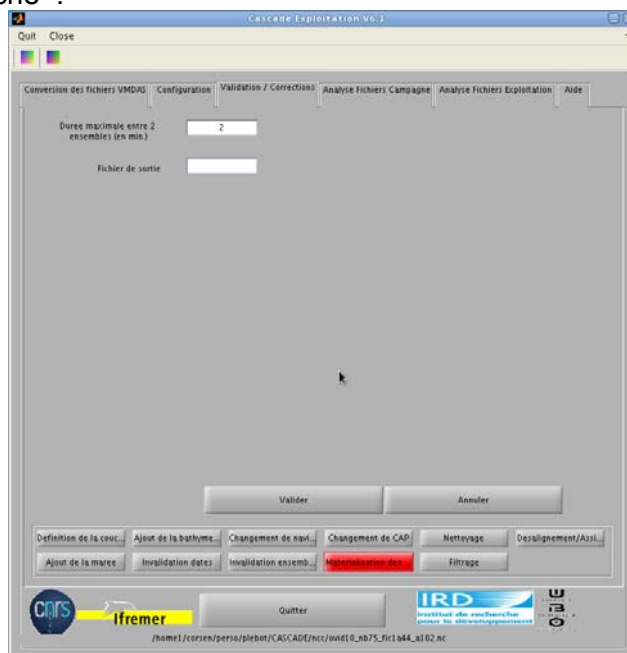 Cascade Exploitation V6.1
Quit Close
Conversion des fichiers VMDAS Configuration Validation / Corrections Analyse Fichiers Campagne Analyse Fichiers Exploitation Aide
Duree maximale entre 2
ensembles (en min.)
2
Fichier de sortie
Valider Annuler
Definition de la couc... Ajout de la bathyme... Changement de navi... Changement de CAP Nettoyage Desalignement/Assi...
Ajout de la maree Invalidation dates Invalidation ensemb... Materialisation des ... Filtrage
cnrs Ifremer Quitter IRD
Institut de recherche
pour le développement
UBO
/home1/corsen/perso/plebot/CASCADE/ncc/ovid10_nb75_fic1a44_a102.nc